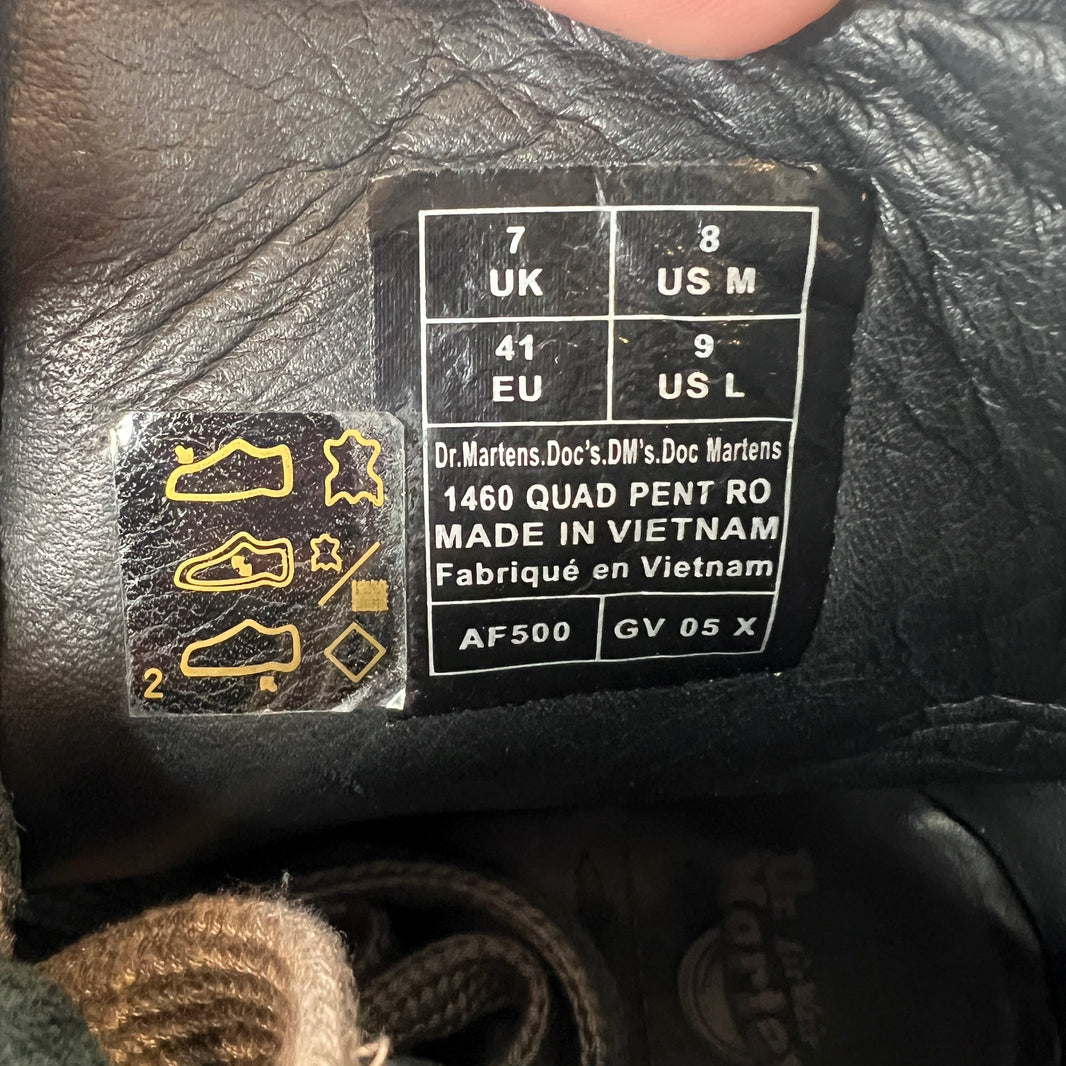 7 UK
8 US M
41 EU
9 US L
Dr.Martens.Doc's.DM's.Doc Martens
1460 QUAD PENT RO
MADE IN VIETNAM
Fabriqué en Vietnam
AF500
GV 05 X
2